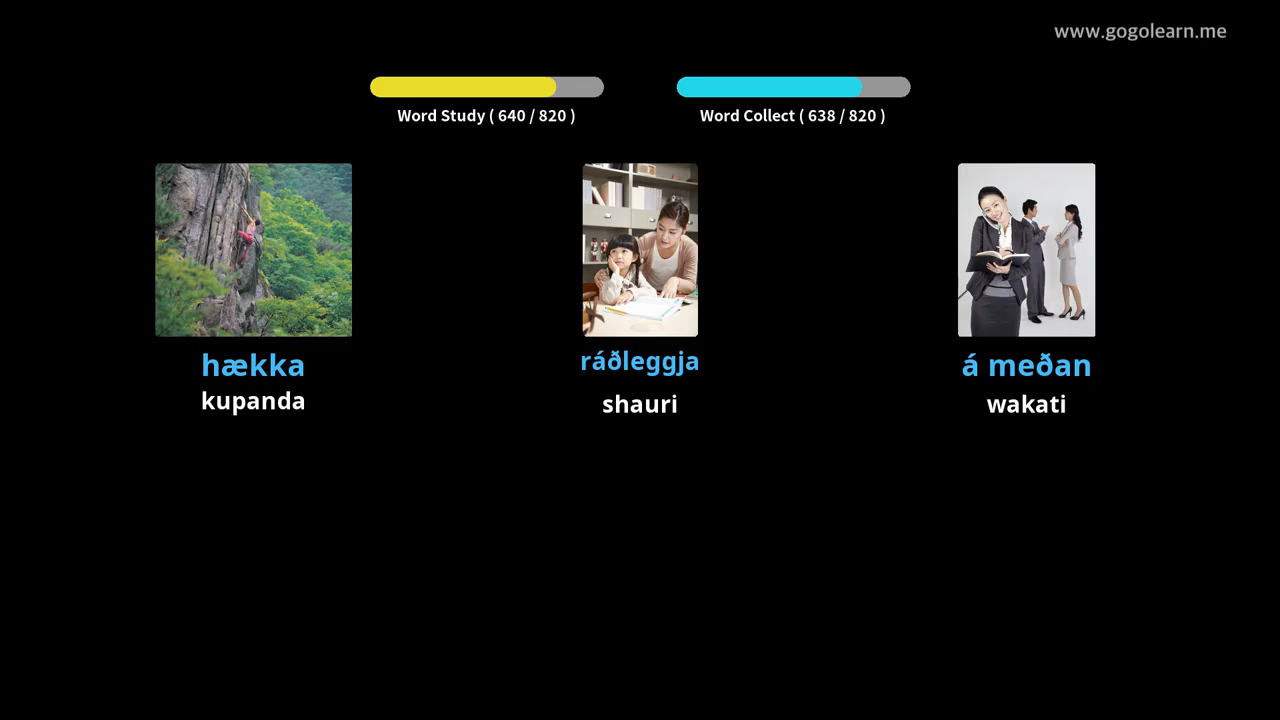 www.gogolearn.me
Word Study ( 640 / 820 )
Word Collect ( 638 / 820 )
hækka
kupanda
ráðleggja
shauri
á meðan
wakati